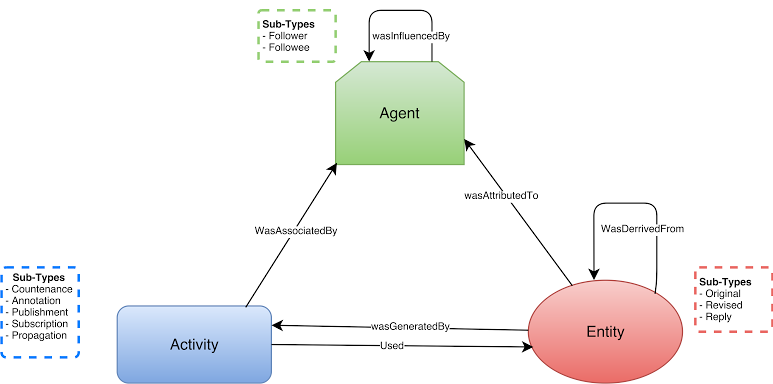 Sub-Types
- Follower
- Followee
wasInfluencedBy
Agent
wasAttributedTo
WasAssociatedBy
WasDerrivedFrom
Sub-Types
- Countenance
- Annotation
- Publishment
- Subscription
- Propagation
Sub-Types
- Original
- Revised
- Reply
Activity
wasGeneratedBy
Used
Entity